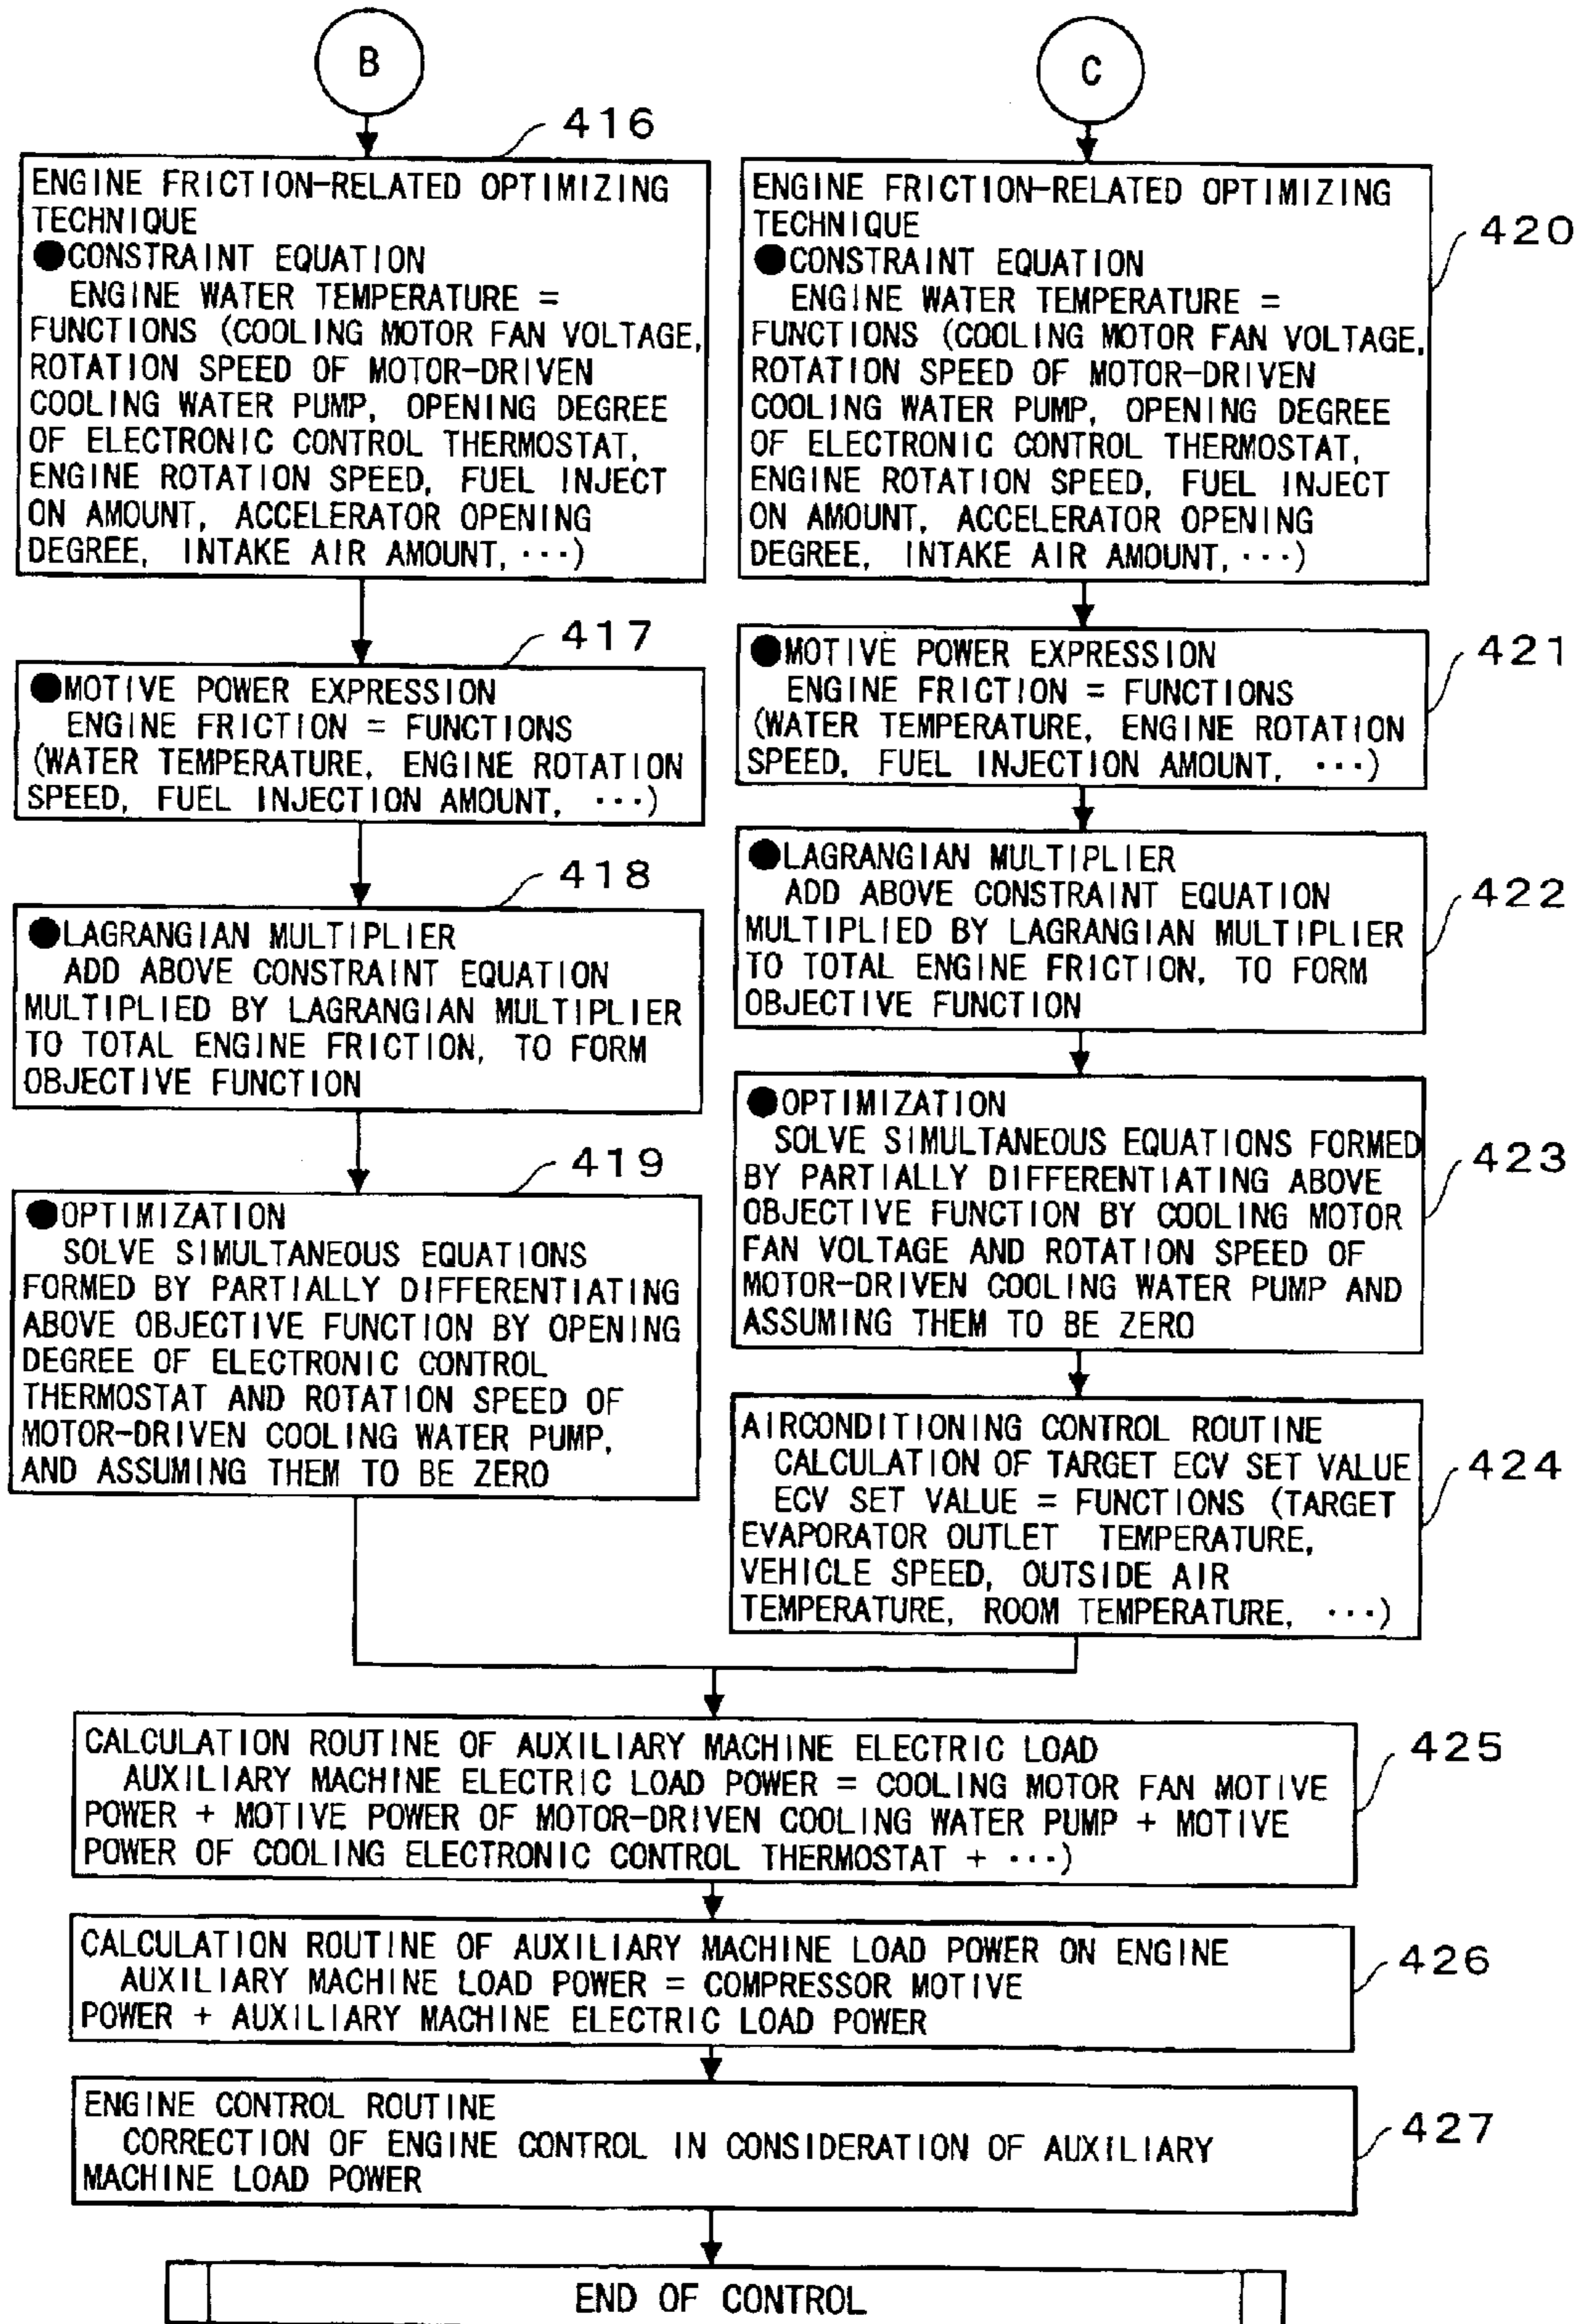 B
416
ENGINE FRICTION-RELATED OPTIMIZING
TECHNIQUE
●CONSTRAINT EQUATION
ENGINE WATER TEMPERATURE =
FUNCTIONS (COOLING MOTOR FAN VOLTAGE,
ROTATION SPEED OF MOTOR-DRIVEN
COOLING WATER PUMP, OPENING DEGREE
OF ELECTRONIC CONTROL THERMOSTAT,
ENGINE ROTATION SPEED, FUEL INJECT
ON AMOUNT, ACCELERATOR OPENING
DEGREE, INTAKE AIR AMOUNT, ···)
417
●MOTIVE POWER EXPRESSION
ENGINE FRICTION = FUNCTIONS
(WATER TEMPERATURE, ENGINE ROTATION
SPEED, FUEL INJECTION AMOUNT, ···)
418
●LAGRANGIAN MULTIPLIER
ADD ABOVE CONSTRAINT EQUATION
MULTIPLIED BY LAGRANGIAN MULTIPLIER
TO TOTAL ENGINE FRICTION, TO FORM
OBJECTIVE FUNCTION
419
●OPTIMIZATION
SOLVE SIMULTANEOUS EQUATIONS
FORMED BY PARTIALLY DIFFERENTIATING
ABOVE OBJECTIVE FUNCTION BY OPENING
DEGREE OF ELECTRONIC CONTROL
THERMOSTAT AND ROTATION SPEED OF
MOTOR-DRIVEN COOLING WATER PUMP,
AND ASSUMING THEM TO BE ZERO
C
420
ENGINE FRICTION-RELATED OPTIMIZING
TECHNIQUE
●CONSTRAINT EQUATION
ENGINE WATER TEMPERATURE =
FUNCTIONS (COOLING MOTOR FAN VOLTAGE,
ROTATION SPEED OF MOTOR-DRIVEN
COOLING WATER PUMP, OPENING DEGREE
OF ELECTRONIC CONTROL THERMOSTAT,
ENGINE ROTATION SPEED, FUEL INJECT
ON AMOUNT, ACCELERATOR OPENING
DEGREE, INTAKE AIR AMOUNT, ···)
421
●MOTIVE POWER EXPRESSION
ENGINE FRICTION = FUNCTIONS
(WATER TEMPERATURE, ENGINE ROTATION
SPEED, FUEL INJECTION AMOUNT, ···)
422
●LAGRANGIAN MULTIPLIER
ADD ABOVE CONSTRAINT EQUATION
MULTIPLIED BY LAGRANGIAN MULTIPLIER
TO TOTAL ENGINE FRICTION, TO FORM
OBJECTIVE FUNCTION
423
●OPTIMIZATION
SOLVE SIMULTANEOUS EQUATIONS FORMED
BY PARTIALLY DIFFERENTIATING ABOVE
OBJECTIVE FUNCTION BY COOLING MOTOR
FAN VOLTAGE AND ROTATION SPEED OF
MOTOR-DRIVEN COOLING WATER PUMP AND
ASSUMING THEM TO BE ZERO
424
AIRCONDITIONING CONTROL ROUTINE
CALCULATION OF TARGET ECV SET VALUE
ECV SET VALUE = FUNCTIONS (TARGET
EVAPORATOR OUTLET TEMPERATURE,
VEHICLE SPEED, OUTSIDE AIR
TEMPERATURE, ROOM TEMPERATURE, ···)
425
CALCULATION ROUTINE OF AUXILIARY MACHINE ELECTRIC LOAD
AUXILIARY MACHINE ELECTRIC LOAD POWER = COOLING MOTOR FAN MOTIVE
POWER + MOTIVE POWER OF MOTOR-DRIVEN COOLING WATER PUMP + MOTIVE
POWER OF COOLING ELECTRONIC CONTROL THERMOSTAT + ···)
426
CALCULATION ROUTINE OF AUXILIARY MACHINE LOAD POWER ON ENGINE
AUXILIARY MACHINE LOAD POWER = COMPRESSOR MOTIVE
POWER + AUXILIARY MACHINE ELECTRIC LOAD POWER
427
ENGINE CONTROL ROUTINE
CORRECTION OF ENGINE CONTROL IN CONSIDERATION OF AUXILIARY
MACHINE LOAD POWER
END OF CONTROL